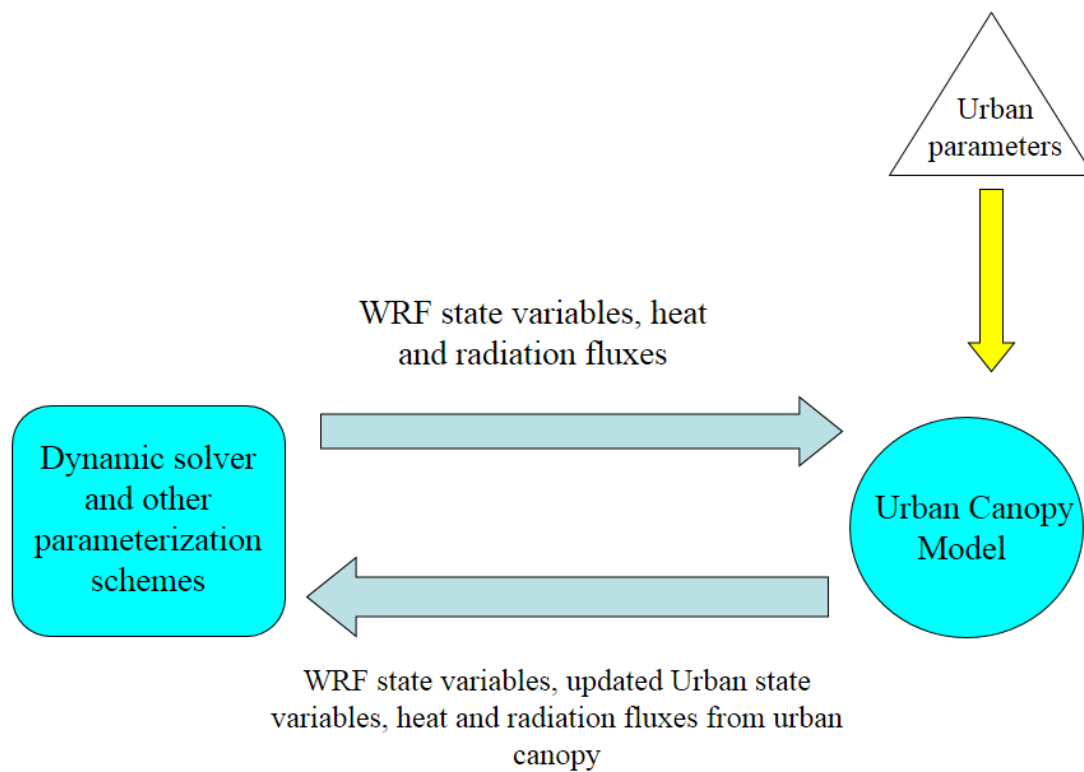 Urban
parameters
WRF state variables, heat
and radiation fluxes
Dynamic solver
and other
parameterization
schemes
Urban Canopy
Model
WRF state variables, updated Urban state
variables, heat and radiation fluxes from urban
canopy